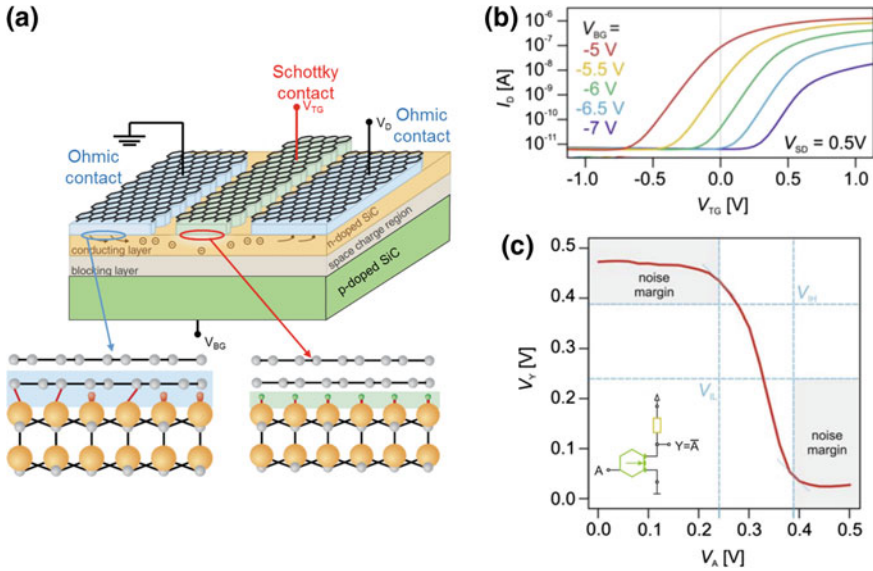 (a)
Schottky
contact
V_TG
V_D
Ohmic
contact
Ohmic
contact
conducting layer
n-doped SiC
blocking layer
space charge region
p-doped SiC
V_BG
(b)
I_D [A]
10⁻⁶
10⁻⁷
10⁻⁸
10⁻⁹
10⁻¹⁰
10⁻¹¹
V_BG =
-5 V
-5.5 V
-6 V
-6.5 V
-7 V
V_SD = 0.5V
-1.0 -0.5 0.0 0.5 1.0
V_TG [V]
(c)
V_Y [V]
0.5
0.4
0.3
0.2
0.1
0.0
noise
margin
V_IH
V_IL
noise
margin
A
Y=A̅
0.0 0.1 0.2 0.3 0.4 0.5
V_A [V]